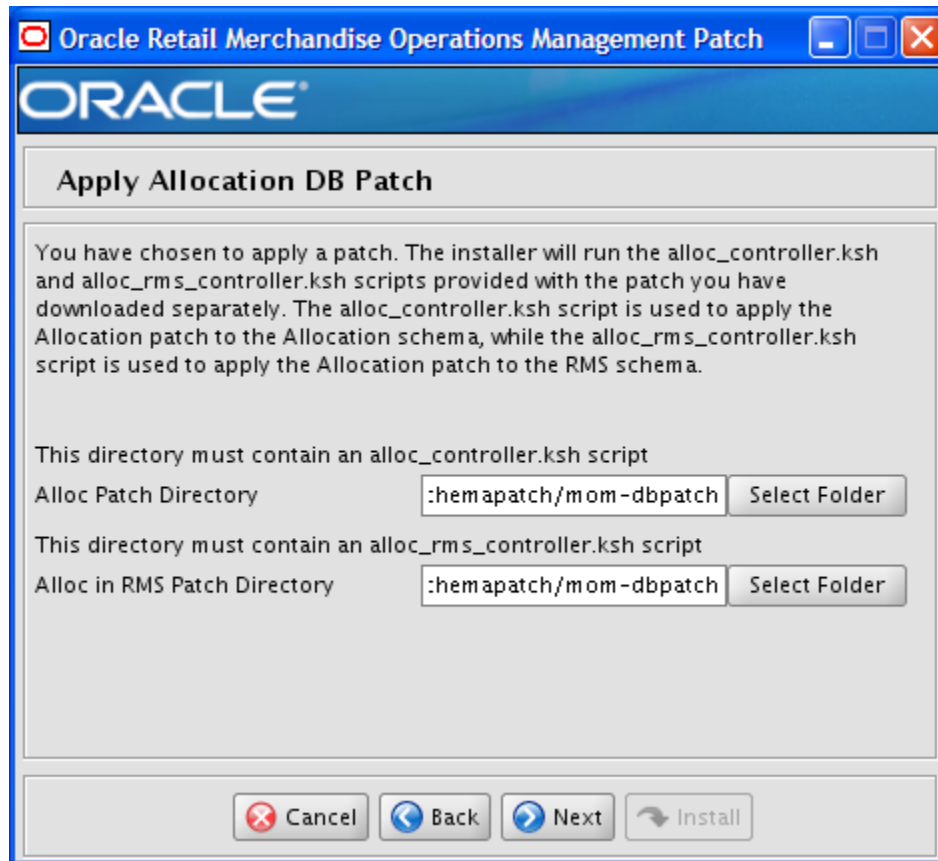 Oracle Retail Merchandise Operations Management Patch
ORACLE
Apply Allocation DB Patch
You have chosen to apply a patch. The installer will run the alloc_controller.ksh
and alloc_rms_controller.ksh scripts provided with the patch you have
downloaded separately. The alloc_controller.ksh script is used to apply the
Allocation patch to the Allocation schema, while the alloc_rms_controller.ksh
script is used to apply the Allocation patch to the RMS schema.
This directory must contain an alloc_controller.ksh script
Alloc Patch Directory :hemapatch/mom-dbpatch Select Folder
This directory must contain an alloc_rms_controller.ksh script
Alloc in RMS Patch Directory :hemapatch/mom-dbpatch Select Folder
Cancel Back Next Install